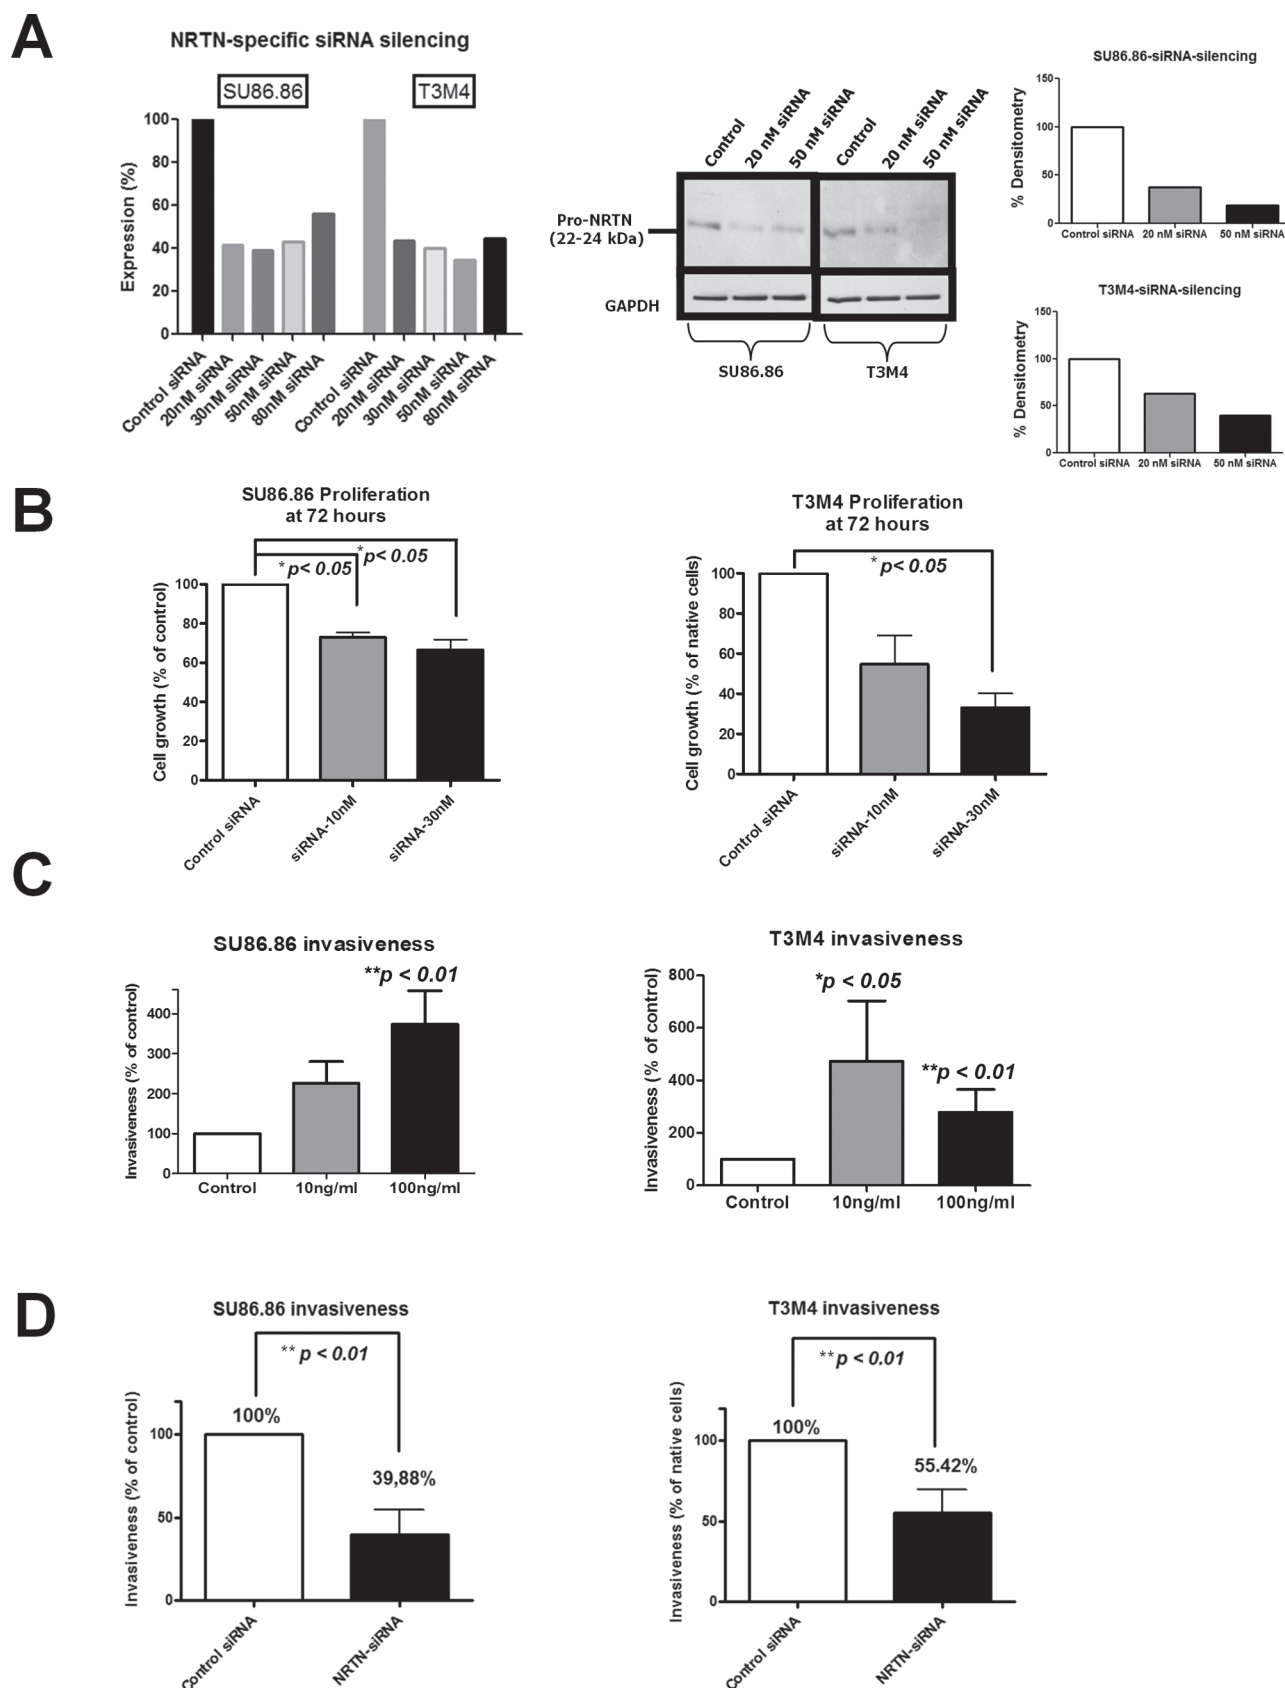 A
NRTN-specific siRNA silencing
SU86.86
T3M4
Expression (%)
100
80
60
40
20
0
Control siRNA
20nM siRNA
30nM siRNA
50nM siRNA
80nM siRNA
Control siRNA
20nM siRNA
30nM siRNA
50nM siRNA
80nM siRNA
Control
20 nM siRNA
50 nM siRNA
Control
20 nM siRNA
50 nM siRNA
Pro-NRTN
(22-24 kDa)
GAPDH
SU86.86
T3M4
SU86.86-siRNA-silencing
% Densitometry
150
100
50
0
Control siRNA
20 nM siRNA
50 nM siRNA
T3M4-siRNA-silencing
% Densitometry
150
100
50
0
Control siRNA
20 nM siRNA
50 nM siRNA
B
SU86.86 Proliferation
at 72 hours
*p< 0.05
*p< 0.05
Cell growth (% of control)
100
80
60
40
20
0
Control siRNA
siRNA-10nM
siRNA-30nM
T3M4 Proliferation
at 72 hours
*p< 0.05
Cell growth (% of native cells)
100
80
60
40
20
0
Control siRNA
siRNA-10nM
siRNA-30nM
C
SU86.86 invasiveness
**p < 0.01
Invasiveness (% of control)
400
300
200
100
0
Control
10ng/ml
100ng/ml
T3M4 invasiveness
*p < 0.05
**p < 0.01
Invasiveness (% of control)
800
600
400
200
0
Control
10ng/ml
100ng/ml
D
SU86.86 invasiveness
**p < 0.01
100%
39,88%
Invasiveness (% of control)
100
50
0
Control siRNA
NRTN-siRNA
T3M4 invasiveness
**p < 0.01
100%
55.42%
Invasiveness (% of native cells)
100
50
0
Control siRNA
NRTN-siRNA